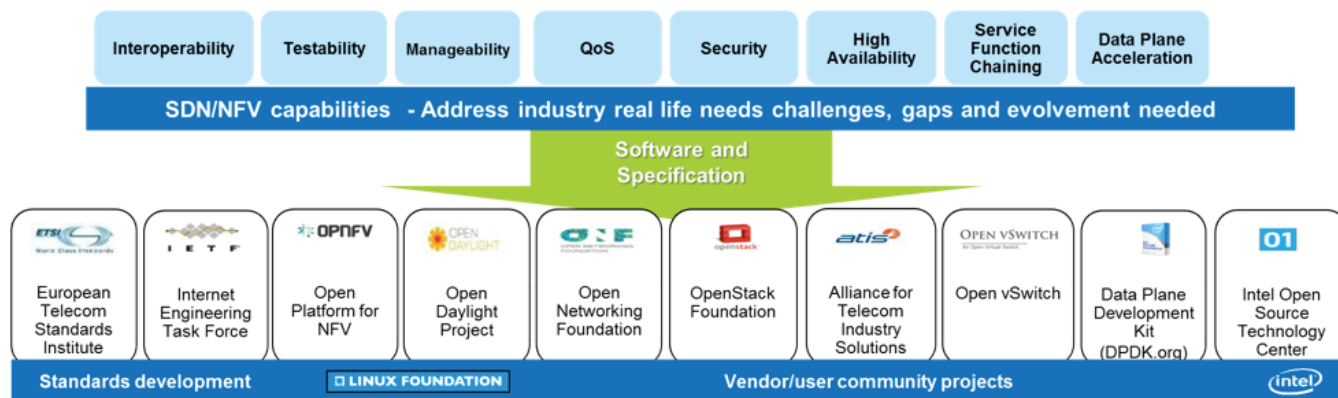 Interoperability
Testability
Manageability
QoS
Security
High
Availability
Service
Function
Chaining
Data Plane
Acceleration
SDN/NFV capabilities - Address industry real life needs challenges, gaps and evolvement needed
Software and
Specification
ETSI
World Class Standards
European
Telecom
Standards
Institute
IETF
Internet
Engineering
Task Force
OPNFV
Open
Platform for
NFV
OPEN
DAYLIGHT
Open
Daylight
Project
ONF
OPEN NETWORKING
FOUNDATION
Open
Networking
Foundation
openstack
OpenStack
Foundation
atis
Alliance for
Telecom
Industry
Solutions
OPEN VSWITCH
An Open Virtual Switch
Open vSwitch
Data Plane
Development
Kit
(DPDK.org)
01
Intel Open
Source
Technology
Center
Standards development
LINUX FOUNDATION
Vendor/user community projects
intel